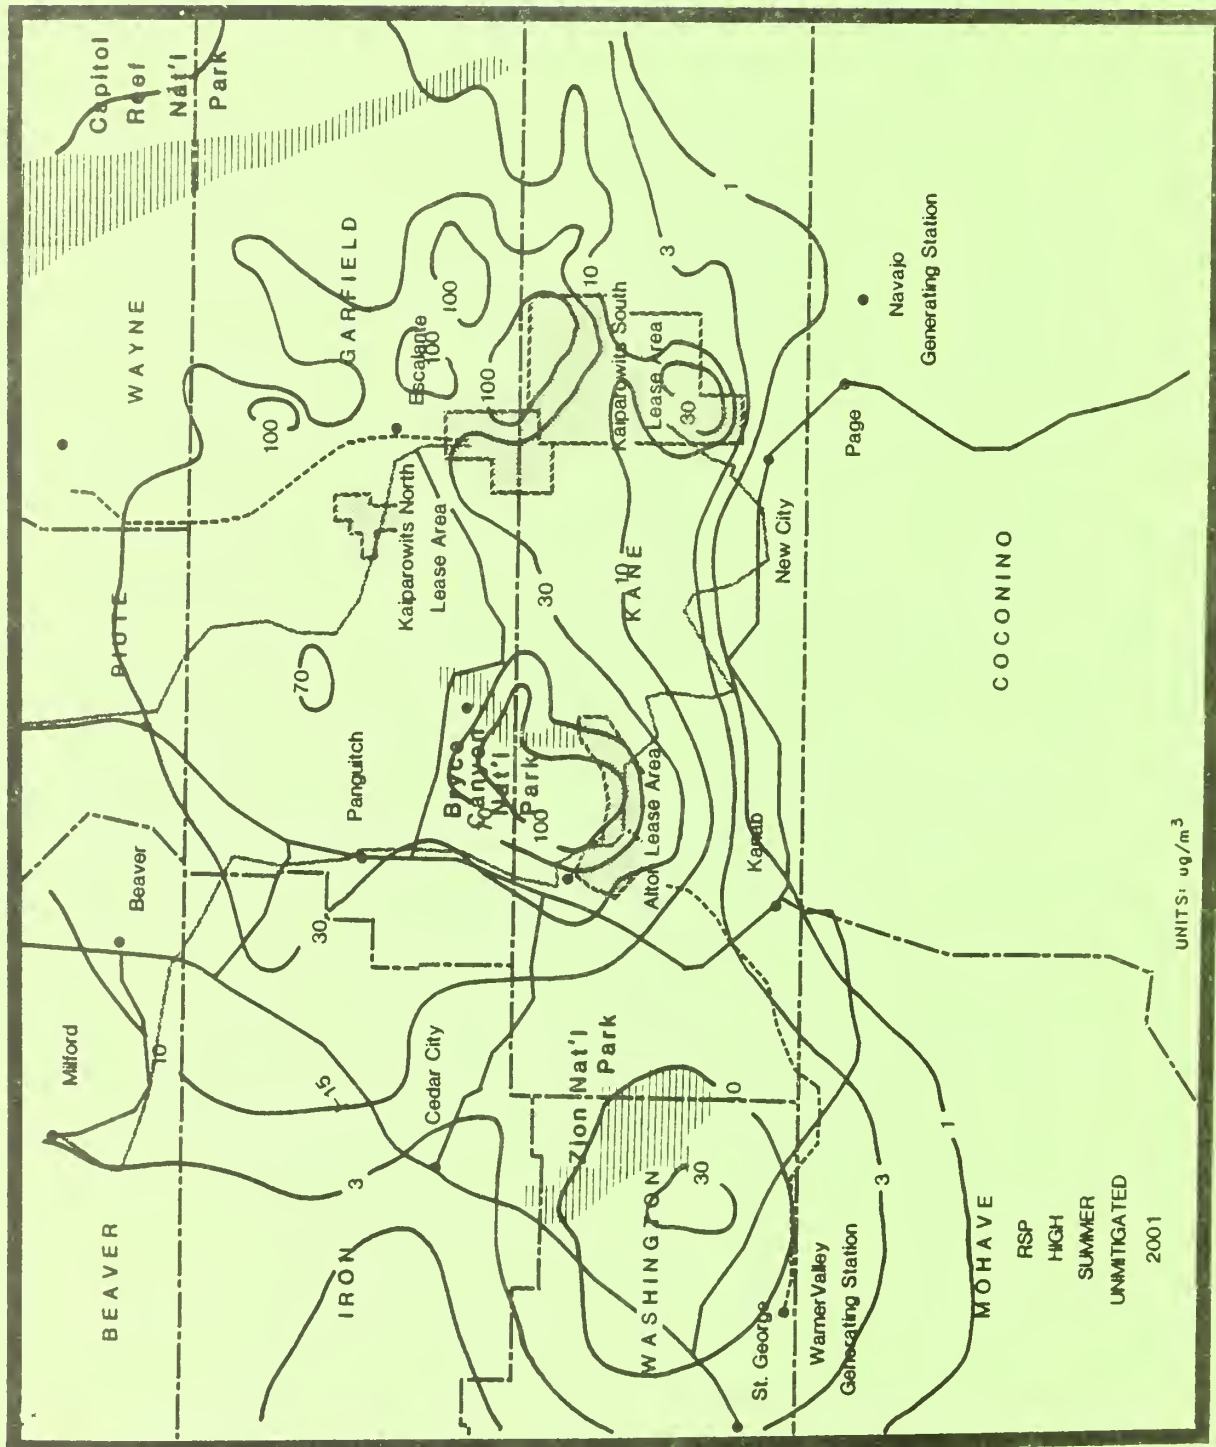 BEAVER
Milford
Beaver
PIUTE
WAYNE
Capitol
Reef
Nat'l
Park
10
IRON
3
I-15
30
Panguitch
70
100
GARFIELD
Cedar City
Kaiparowits North
Lease Area
Escalante
100
100
Bryce
Canyon
Nat'l
Park
70
100
30
100
Zion Nat'l
Park
WASHINGTON
30
Alton Lease Area
10
KANE
Kaiparowits South
Lease Area
30
10
3
1
St. George
Kanab
New City
Page
Warner Valley
Generating Station
3
1
Navajo
Generating Station
MOHAVE
COCONINO
RSP
HIGH
SUMMER
UNMITIGATED
2001
UNITS: ug/m³